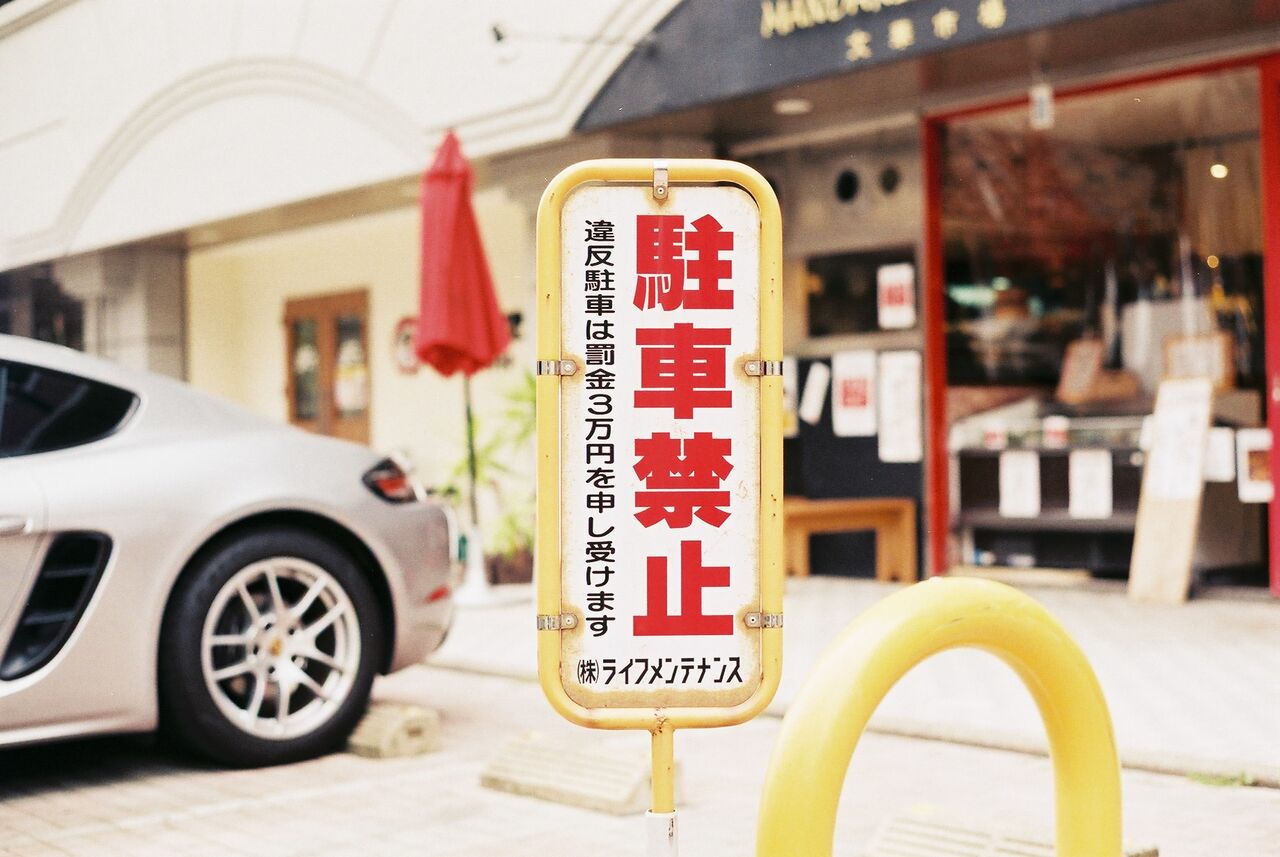 駐車禁止
違反駐車は罰金3万円を申し受けます
㈱ライフメンテナンス